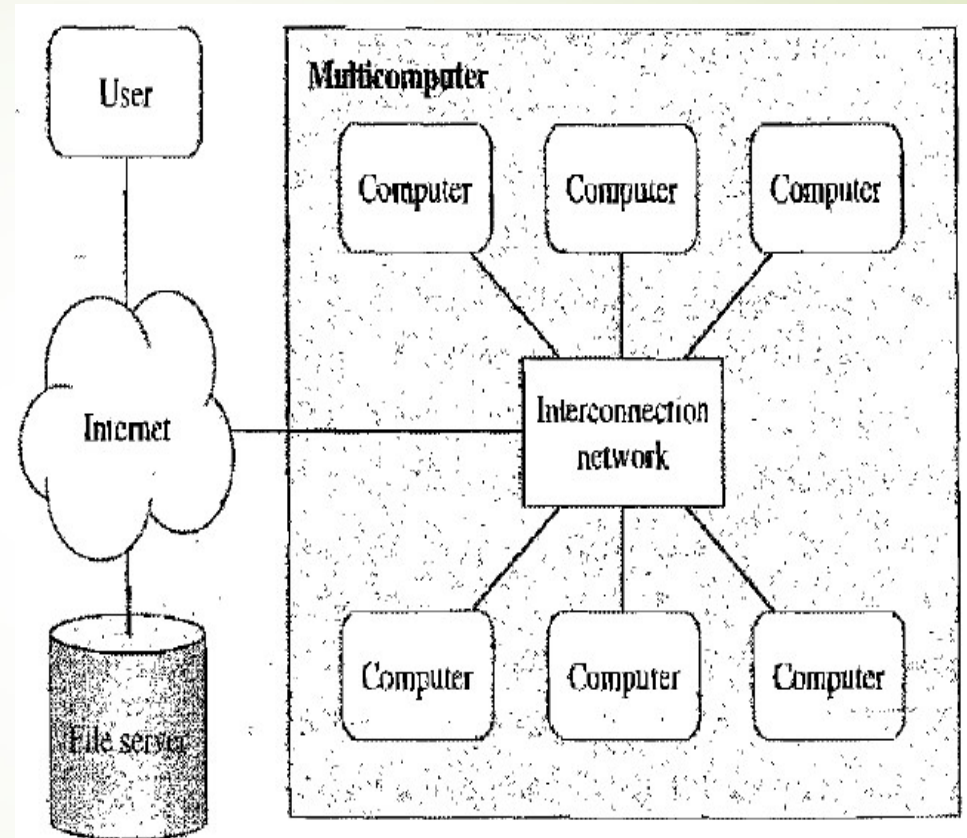 User
Multicomputer
Computer
Computer
Computer
Internet
Interconnection
network
Computer
Computer
Computer
File server